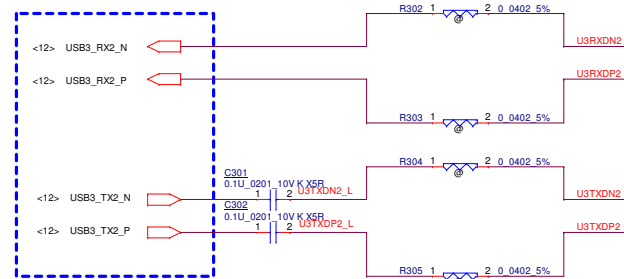 R302 1 2 0_0402_5%
@
<12> USB3_RX2_N U3RXDN2
<12> USB3_RX2_P U3RXDP2
R303 1 2 0_0402_5%
@
C301 R304 1 2 0_0402_5%
@
0.1U_0201_10V K X5R
<12> USB3_TX2_N 1 2 U3TXDN2_L U3TXDN2
C302
0.1U_0201_10V K X5R
<12> USB3_TX2_P 1 2 U3TXDP2_L U3TXDP2
R305 1 2 0_0402_5%
@